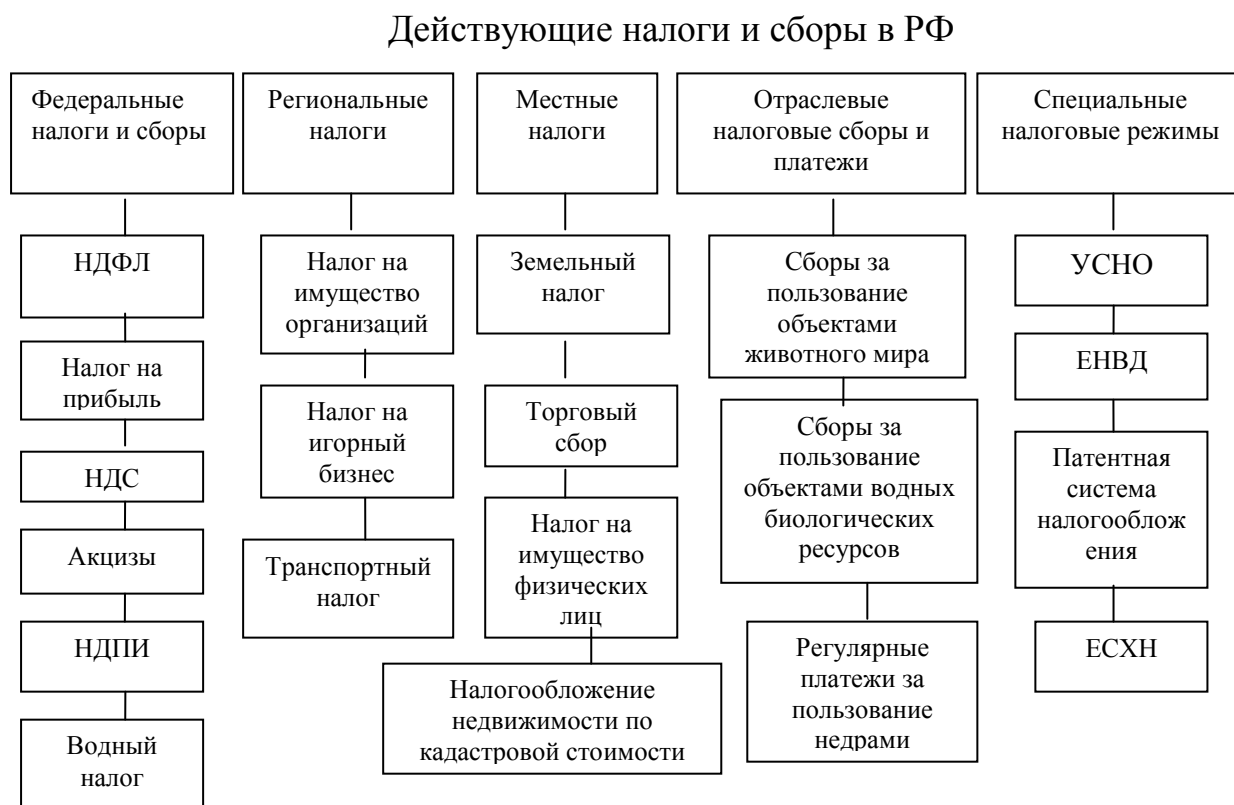 Действующие налоги и сборы в РФ
Федеральные
налоги и сборы
НДФЛ
Налог на
прибыль
НДС
Акцизы
НДПИ
Водный
налог
Региональные
налоги
Налог на
имущество
организаций
Налог на
игорный
бизнес
Транспортный
налог
Местные
налоги
Земельный
налог
Торговый
сбор
Налог на
имущество
физических
лиц
Налогообложение
недвижимости по
кадастровой стоимости
Отраслевые
налоговые сборы и
платежи
Сборы за
пользование
объектами
животного мира
Сборы за
пользование
объектами водных
биологических
ресурсов
Регулярные
платежи за
пользование
недрами
Специальные
налоговые режимы
УСНО
ЕНВД
Патентная
система
налогооблож
ения
ЕСХН